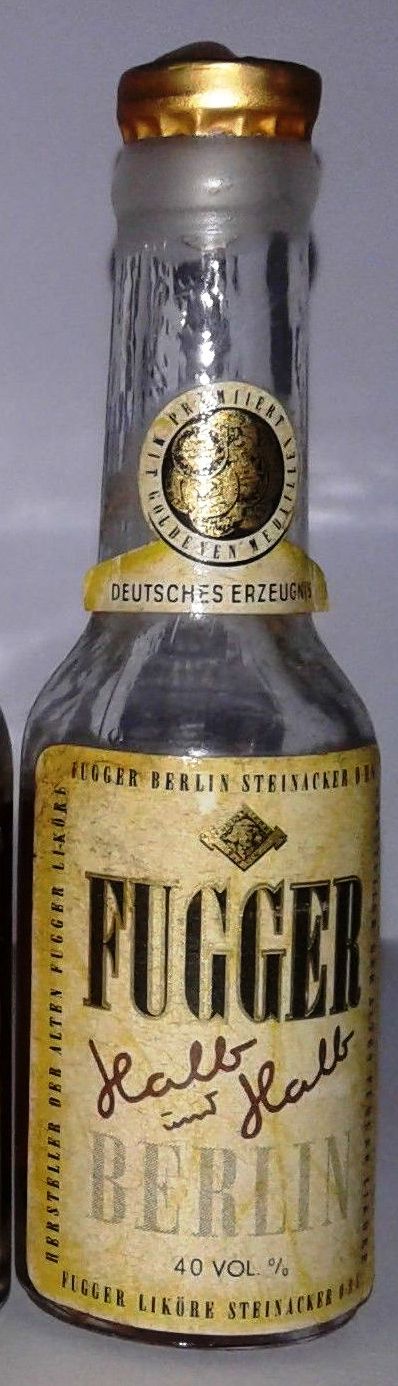 MIT PRÄMIIERT
GOLDENEN MEDAILLEN
DEUTSCHES ERZEUGNIS
FUGGER BERLIN STEINACKER
HERSTELLER DER ALTEN FUGGER LIKÖRE
FUGGER
Halb
und Halb
BERLIN
40 VOL. %
FUGGER LIKÖRE STEINACKER